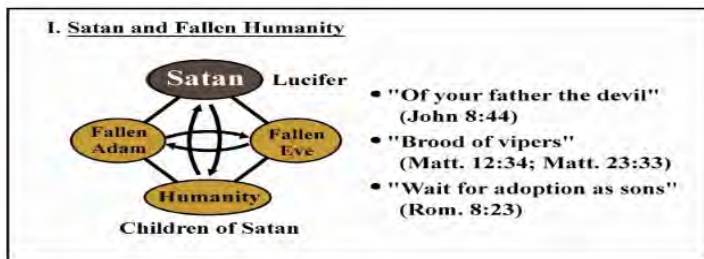 I. Satan and Fallen Humanity
Satan
Lucifer
Fallen
Adam
Fallen
Eve
Humanity
Children of Satan
• "Of your father the devil"
(John 8:44)
• "Brood of vipers"
(Matt. 12:34; Matt. 23:33)
• "Wait for adoption as sons"
(Rom. 8:23)